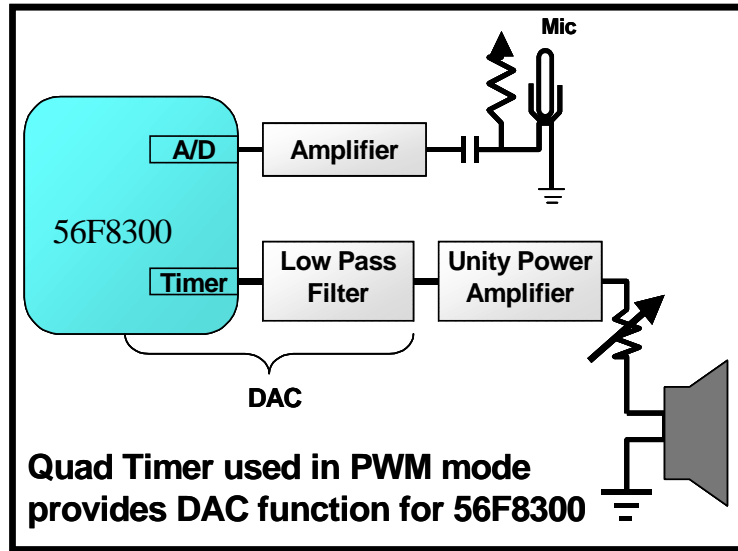 Mic
A/D
Amplifier
56F8300
Timer
Low Pass
Filter
Unity Power
Amplifier
DAC
Quad Timer used in PWM mode
provides DAC function for 56F8300